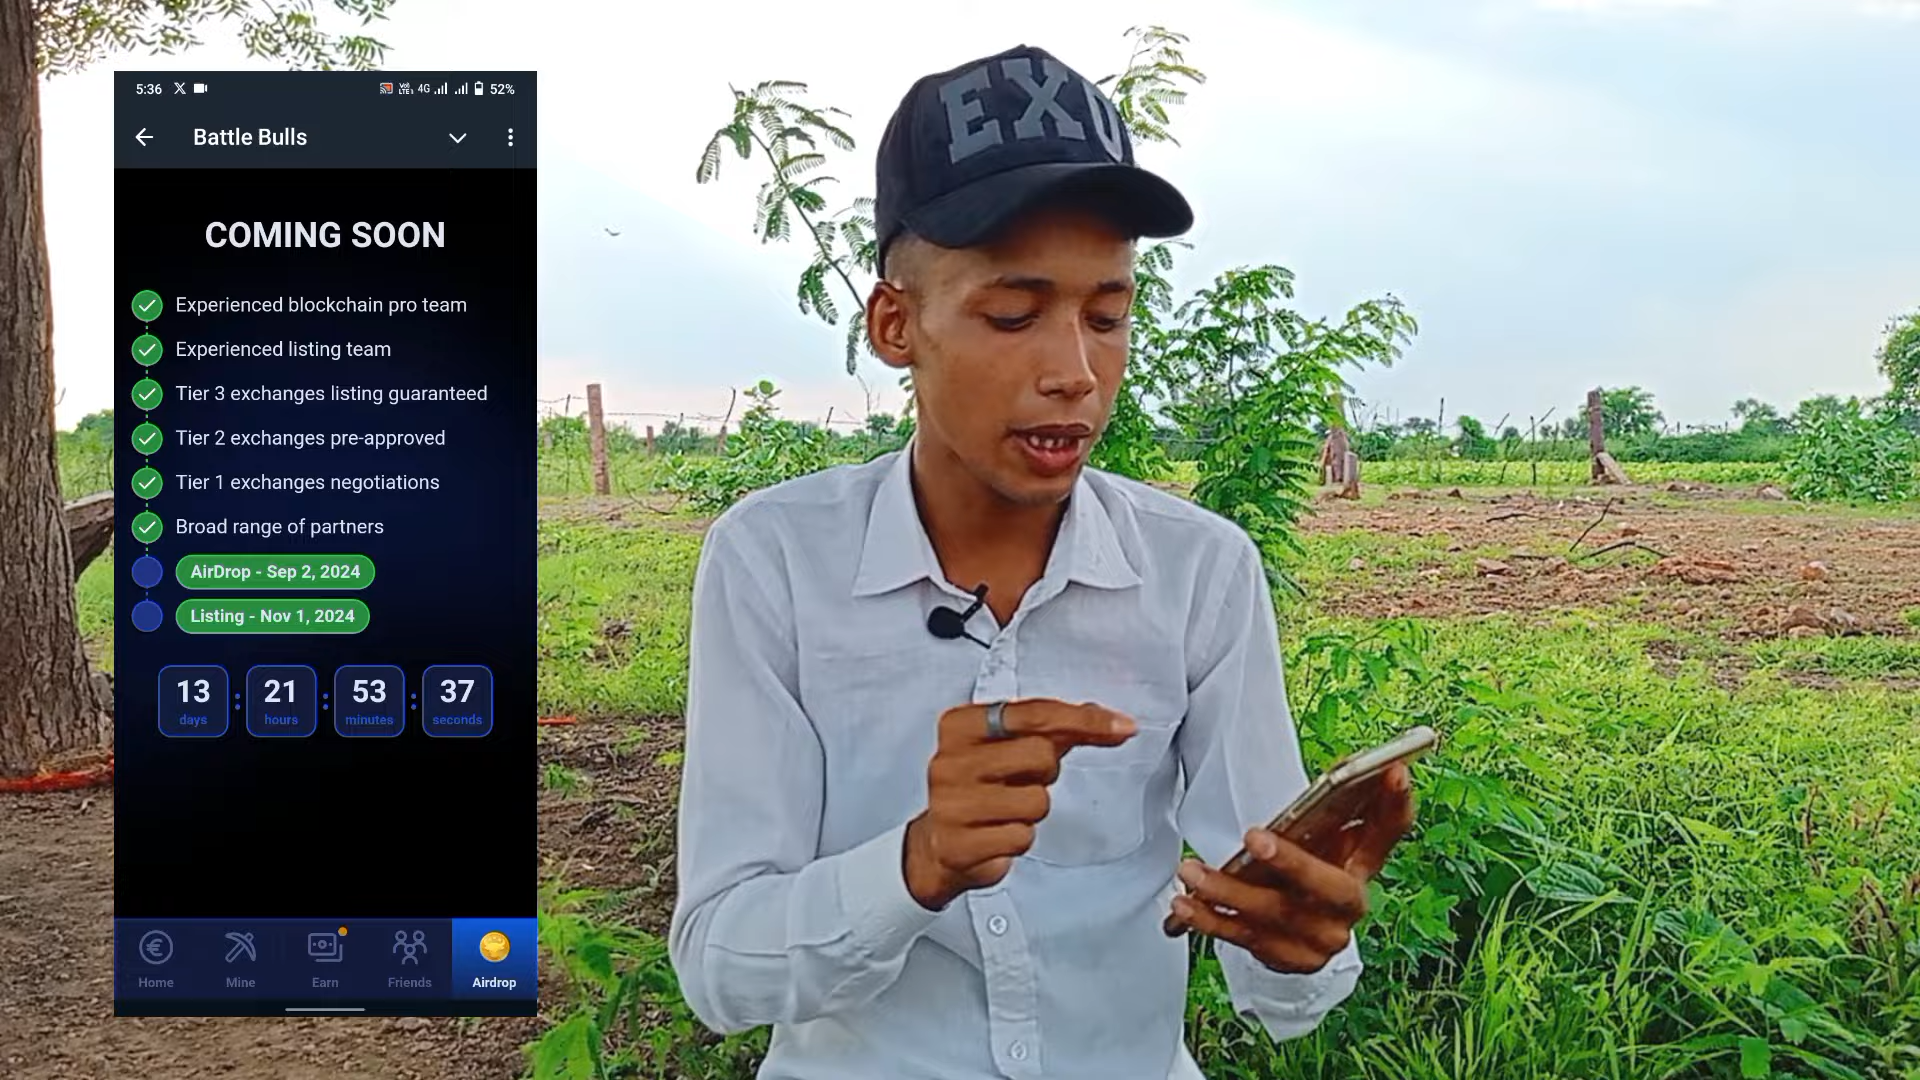 5:36
4G
52%
Battle Bulls
COMING SOON
Experienced blockchain pro team
Experienced listing team
Tier 3 exchanges listing guaranteed
Tier 2 exchanges pre-approved
Tier 1 exchanges negotiations
Broad range of partners
AirDrop - Sep 2, 2024
Listing - Nov 1, 2024
13 : 21 : 53 : 37
days hours minutes seconds
Home Mine Earn Friends Airdrop
EXO